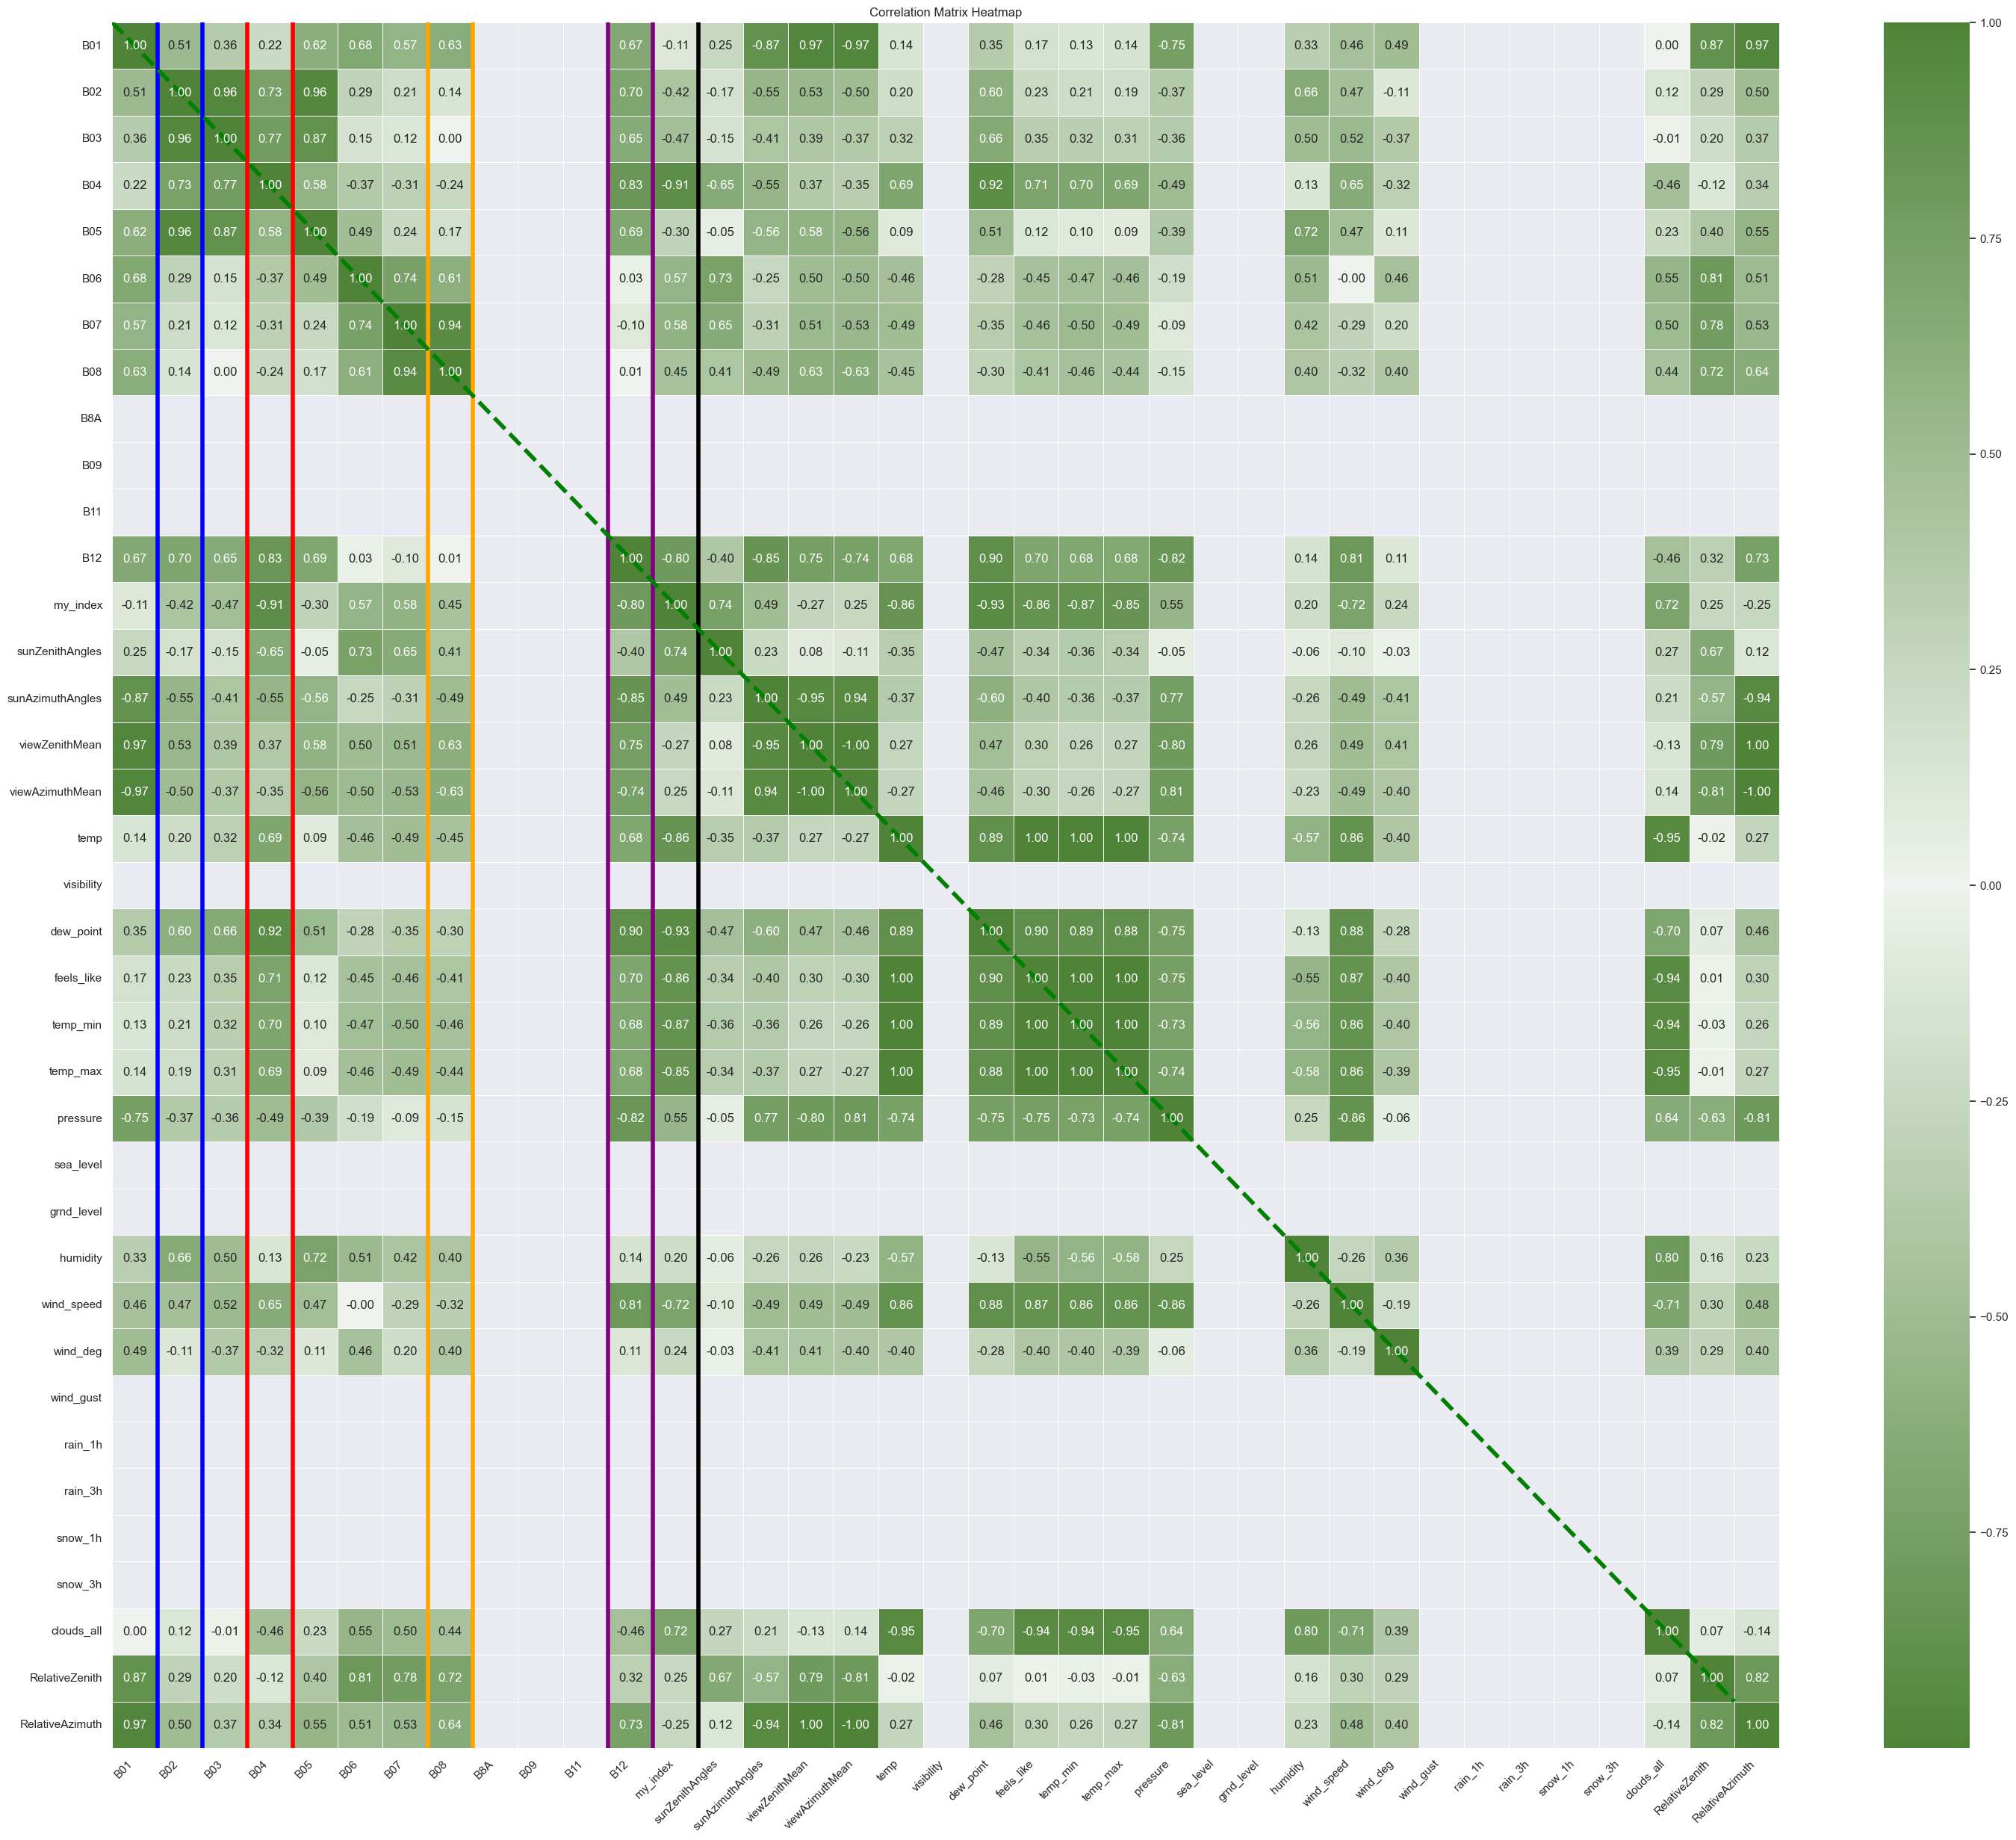 Correlation Matrix Heatmap
B01 1.00 0.51 0.36 0.22 0.62 0.68 0.57 0.63 0.67 -0.11 0.25 -0.87 0.97 -0.97 0.14 0.35 0.17 0.13 0.14 -0.75 0.33 0.46 0.49 0.00 0.87 0.97
B02 0.51 1.00 0.96 0.73 0.96 0.29 0.21 0.14 0.70 -0.42 -0.17 -0.55 0.53 -0.50 0.20 0.60 0.23 0.21 0.19 -0.37 0.66 0.47 -0.11 0.12 0.29 0.50
B03 0.36 0.96 1.00 0.77 0.87 0.15 0.12 0.00 0.65 -0.47 -0.15 -0.41 0.39 -0.37 0.32 0.66 0.35 0.32 0.31 -0.36 0.50 0.52 -0.37 -0.01 0.20 0.37
B04 0.22 0.73 0.77 1.00 0.58 -0.37 -0.31 -0.24 0.83 -0.91 -0.65 -0.55 0.37 -0.35 0.69 0.92 0.71 0.70 0.69 -0.49 0.13 0.65 -0.32 -0.46 -0.12 0.34
B05 0.62 0.96 0.87 0.58 1.00 0.49 0.24 0.17 0.69 -0.30 -0.05 -0.56 0.58 -0.56 0.09 0.51 0.12 0.10 0.09 -0.39 0.72 0.47 0.11 0.23 0.40 0.55
B06 0.68 0.29 0.15 -0.37 0.49 1.00 0.74 0.61 0.03 0.57 0.73 -0.25 0.50 -0.50 -0.46 -0.28 -0.45 -0.47 -0.46 -0.19 0.51 -0.00 0.46 0.55 0.81 0.51
B07 0.57 0.21 0.12 -0.31 0.24 0.74 1.00 0.94 -0.10 0.58 0.65 -0.31 0.51 -0.53 -0.49 -0.35 -0.46 -0.50 -0.49 -0.09 0.42 -0.29 0.20 0.50 0.78 0.53
B08 0.63 0.14 0.00 -0.24 0.17 0.61 0.94 1.00 0.01 0.45 0.41 -0.49 0.63 -0.63 -0.45 -0.30 -0.41 -0.46 -0.44 -0.15 0.40 -0.32 0.40 0.44 0.72 0.64
B8A
B09
B11
B12 0.67 0.70 0.65 0.83 0.69 0.03 -0.10 0.01 1.00 -0.80 -0.40 -0.85 0.75 -0.74 0.68 0.90 0.70 0.68 0.68 -0.82 0.14 0.81 0.11 -0.46 0.32 0.73
my_index -0.11 -0.42 -0.47 -0.91 -0.30 0.57 0.58 0.45 -0.80 1.00 0.74 0.49 -0.27 0.25 -0.86 -0.93 -0.86 -0.87 -0.85 0.55 0.20 -0.72 0.24 0.72 0.25 -0.25
sunZenithAngles 0.25 -0.17 -0.15 -0.65 -0.05 0.73 0.65 0.41 -0.40 0.74 1.00 0.23 0.08 -0.11 -0.35 -0.47 -0.34 -0.36 -0.34 -0.05 -0.06 -0.10 -0.03 0.27 0.67 0.12
sunAzimuthAngles -0.87 -0.55 -0.41 -0.55 -0.56 -0.25 -0.31 -0.49 -0.85 0.49 0.23 1.00 -0.95 0.94 -0.37 -0.60 -0.40 -0.36 -0.37 0.77 -0.26 -0.49 -0.41 0.21 -0.57 -0.94
viewZenithMean 0.97 0.53 0.39 0.37 0.58 0.50 0.51 0.63 0.75 -0.27 0.08 -0.95 1.00 -1.00 0.27 0.47 0.30 0.26 0.27 -0.80 0.26 0.49 0.41 -0.13 0.79 1.00
viewAzimuthMean -0.97 -0.50 -0.37 -0.35 -0.56 -0.50 -0.53 -0.63 -0.74 0.25 -0.11 0.94 -1.00 1.00 -0.27 -0.46 -0.30 -0.26 -0.27 0.81 -0.23 -0.49 -0.40 0.14 -0.81 -1.00
temp 0.14 0.20 0.32 0.69 0.09 -0.46 -0.49 -0.45 0.68 -0.86 -0.35 -0.37 0.27 -0.27 1.00 0.89 1.00 1.00 1.00 -0.74 -0.57 0.86 -0.40 -0.95 -0.02 0.27
visibility
dew_point 0.35 0.60 0.66 0.92 0.51 -0.28 -0.35 -0.30 0.90 -0.93 -0.47 -0.60 0.47 -0.46 0.89 1.00 0.90 0.89 0.88 -0.75 -0.13 0.88 -0.28 -0.70 0.07 0.46
feels_like 0.17 0.23 0.35 0.71 0.12 -0.45 -0.46 -0.41 0.70 -0.86 -0.34 -0.40 0.30 -0.30 1.00 0.90 1.00 1.00 1.00 -0.75 -0.55 0.87 -0.40 -0.94 0.01 0.30
temp_min 0.13 0.21 0.32 0.70 0.10 -0.47 -0.50 -0.46 0.68 -0.87 -0.36 -0.36 0.26 -0.26 1.00 0.89 1.00 1.00 1.00 -0.73 -0.56 0.86 -0.40 -0.94 -0.03 0.26
temp_max 0.14 0.19 0.31 0.69 0.09 -0.46 -0.49 -0.44 0.68 -0.85 -0.34 -0.37 0.27 -0.27 1.00 0.88 1.00 1.00 1.00 -0.74 -0.58 0.86 -0.39 -0.95 -0.01 0.27
pressure -0.75 -0.37 -0.36 -0.49 -0.39 -0.19 -0.09 -0.15 -0.82 0.55 -0.05 0.77 -0.80 0.81 -0.74 -0.75 -0.75 -0.73 -0.74 1.00 0.25 -0.86 -0.06 0.64 -0.63 -0.81
sea_level
grnd_level
humidity 0.33 0.66 0.50 0.13 0.72 0.51 0.42 0.40 0.14 0.20 -0.06 -0.26 0.26 -0.23 -0.57 -0.13 -0.55 -0.56 -0.58 0.25 1.00 -0.26 0.36 0.80 0.16 0.23
wind_speed 0.46 0.47 0.52 0.65 0.47 -0.00 -0.29 -0.32 0.81 -0.72 -0.10 -0.49 0.49 -0.49 0.86 0.88 0.87 0.86 0.86 -0.86 -0.26 1.00 -0.19 -0.71 0.30 0.48
wind_deg 0.49 -0.11 -0.37 -0.32 0.11 0.46 0.20 0.40 0.11 0.24 -0.03 -0.41 0.41 -0.40 -0.40 -0.28 -0.40 -0.40 -0.39 -0.06 0.36 -0.19 1.00 0.39 0.29 0.40
wind_gust
rain_1h
rain_3h
snow_1h
snow_3h
clouds_all 0.00 0.12 -0.01 -0.46 0.23 0.55 0.50 0.44 -0.46 0.72 0.27 0.21 -0.13 0.14 -0.95 -0.70 -0.94 -0.94 -0.95 0.64 0.80 -0.71 0.39 1.00 0.07 -0.14
RelativeZenith 0.87 0.29 0.20 -0.12 0.40 0.81 0.78 0.72 0.32 0.25 0.67 -0.57 0.79 -0.81 -0.02 0.07 0.01 -0.03 -0.01 -0.63 0.16 0.30 0.29 0.07 1.00 0.82
RelativeAzimuth 0.97 0.50 0.37 0.34 0.55 0.51 0.53 0.64 0.73 -0.25 0.12 -0.94 1.00 -1.00 0.27 0.46 0.30 0.26 0.27 -0.81 0.23 0.48 0.40 -0.14 0.82 1.00
B01 B02 B03 B04 B05 B06 B07 B08 B8A B09 B11 B12 my_index sunZenithAngles sunAzimuthAngles viewZenithMean viewAzimuthMean temp visibility dew_point feels_like temp_min temp_max pressure sea_level grnd_level humidity wind_speed wind_deg wind_gust rain_1h rain_3h snow_1h snow_3h clouds_all RelativeZenith RelativeAzimuth
1.00
0.75
0.50
0.25
0.00
−0.25
−0.50
−0.75